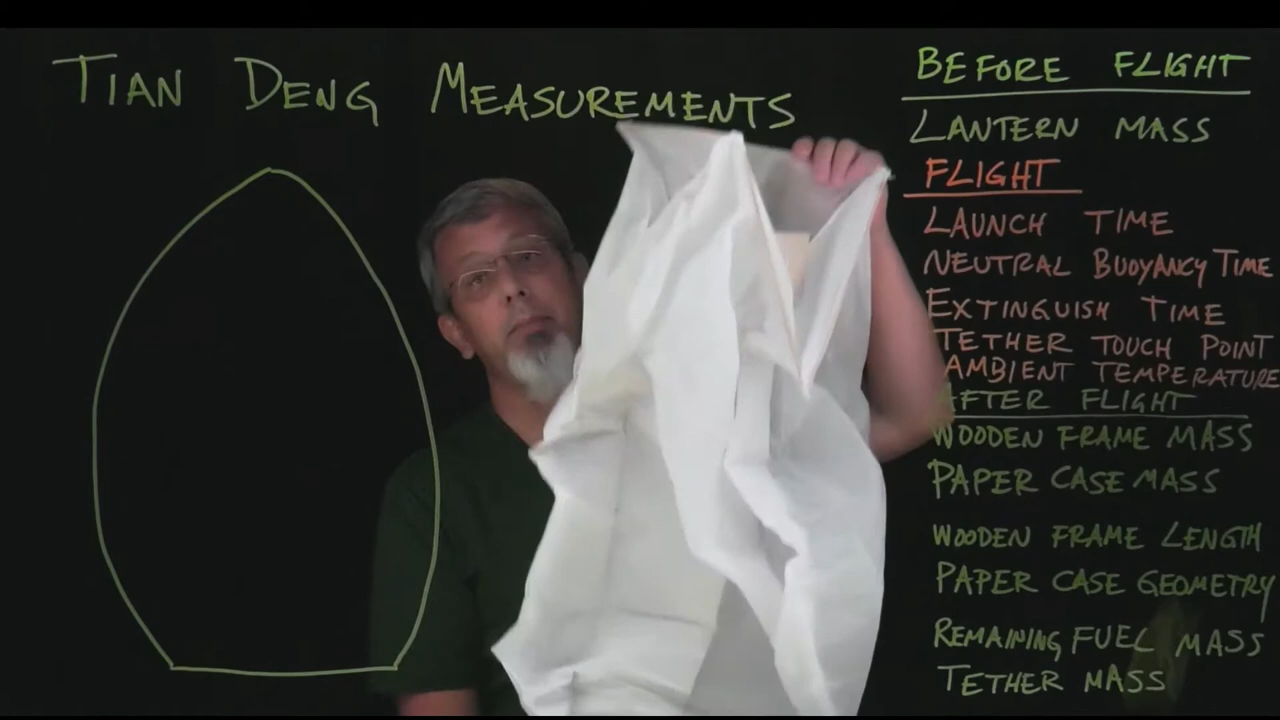 TIAN DENG MEASUREMENTS
BEFORE FLIGHT
LANTERN MASS
FLIGHT
LAUNCH TIME
NEUTRAL BUOYANCY TIME
EXTINGUISH TIME
TETHER TOUCH POINT
AMBIENT TEMPERATURE
AFTER FLIGHT
WOODEN FRAME MASS
PAPER CASE MASS
WOODEN FRAME LENGTH
PAPER CASE GEOMETRY
REMAINING FUEL MASS
TETHER MASS